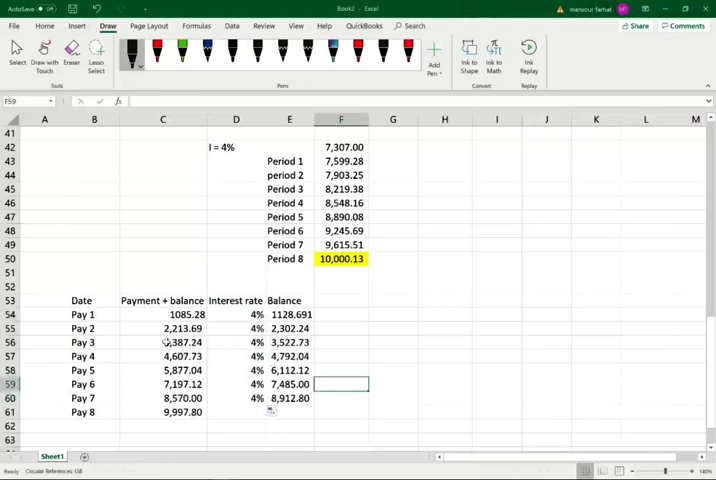 AutoSave Off Book2 - Excel mansour farhat MF
File Home Insert Draw Page Layout Formulas Data Review View Help QuickBooks Search Share Comments
Select Draw with Touch Eraser Lasso Select Add Pen Ink to Shape Ink to Math Ink Replay
Tools Pens Convert Replay
F59 fx
A B C D E F G H I J K L M
41
42 I = 4% 7,307.00
43 Period 1 7,599.28
44 period 2 7,903.25
45 Period 3 8,219.38
46 Period 4 8,548.16
47 Period 5 8,890.08
48 Period 6 9,245.69
49 Period 7 9,615.51
50 Period 8 10,000.13
51
52
53 Date Payment + balance Interest rate Balance
54 Pay 1 1085.28 4% 1128.691
55 Pay 2 2,213.69 4% 2,302.24
56 Pay 3 3,387.24 4% 3,522.73
57 Pay 4 4,607.73 4% 4,792.04
58 Pay 5 5,877.04 4% 6,112.12
59 Pay 6 7,197.12 4% 7,485.00
60 Pay 7 8,570.00 4% 8,912.80
61 Pay 8 9,997.80
62
63
Sheet1
Ready Circular References: 140%